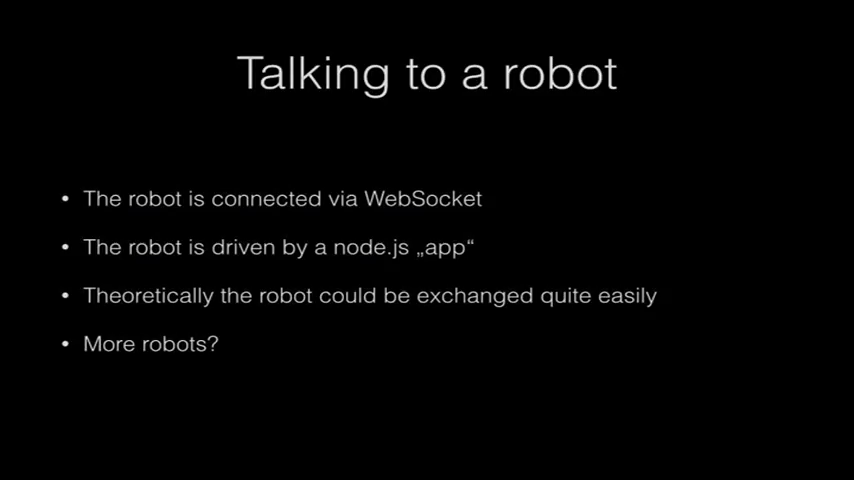 Talking to a robot
• The robot is connected via WebSocket
• The robot is driven by a node.js „app“
• Theoretically the robot could be exchanged quite easily
• More robots?